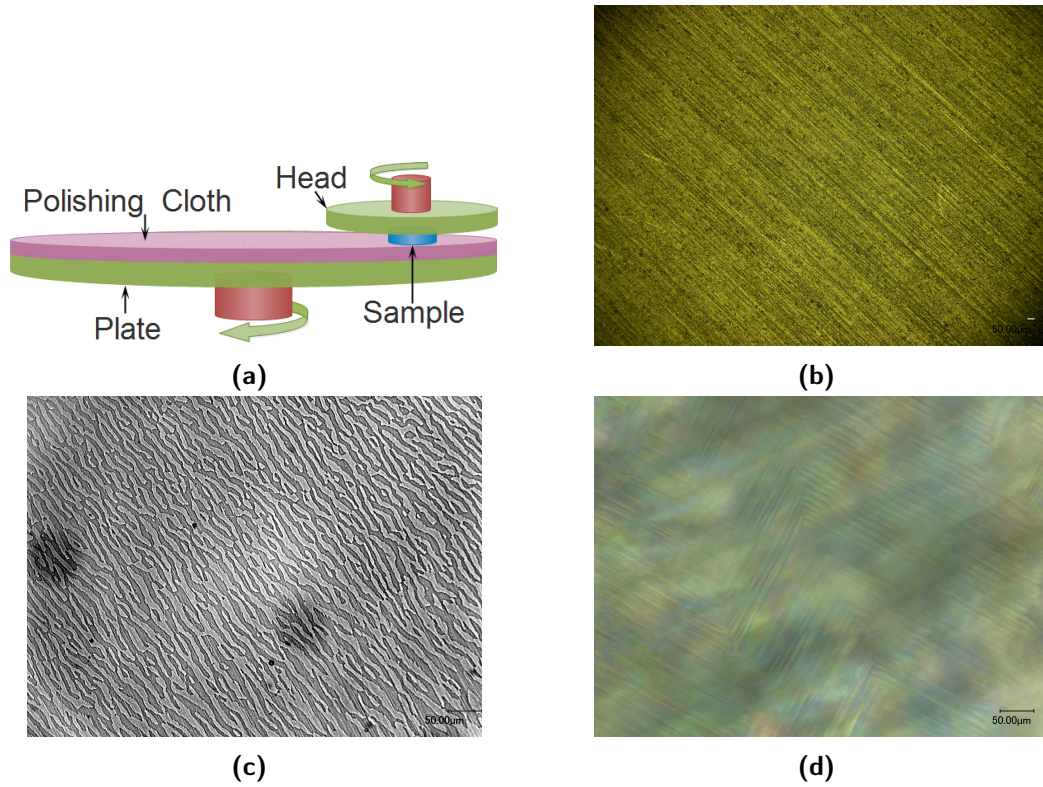 Head
Polishing Cloth
Plate
Sample
(a)
50.00µm
(b)
50.00µm
(c)
50.00µm
(d)